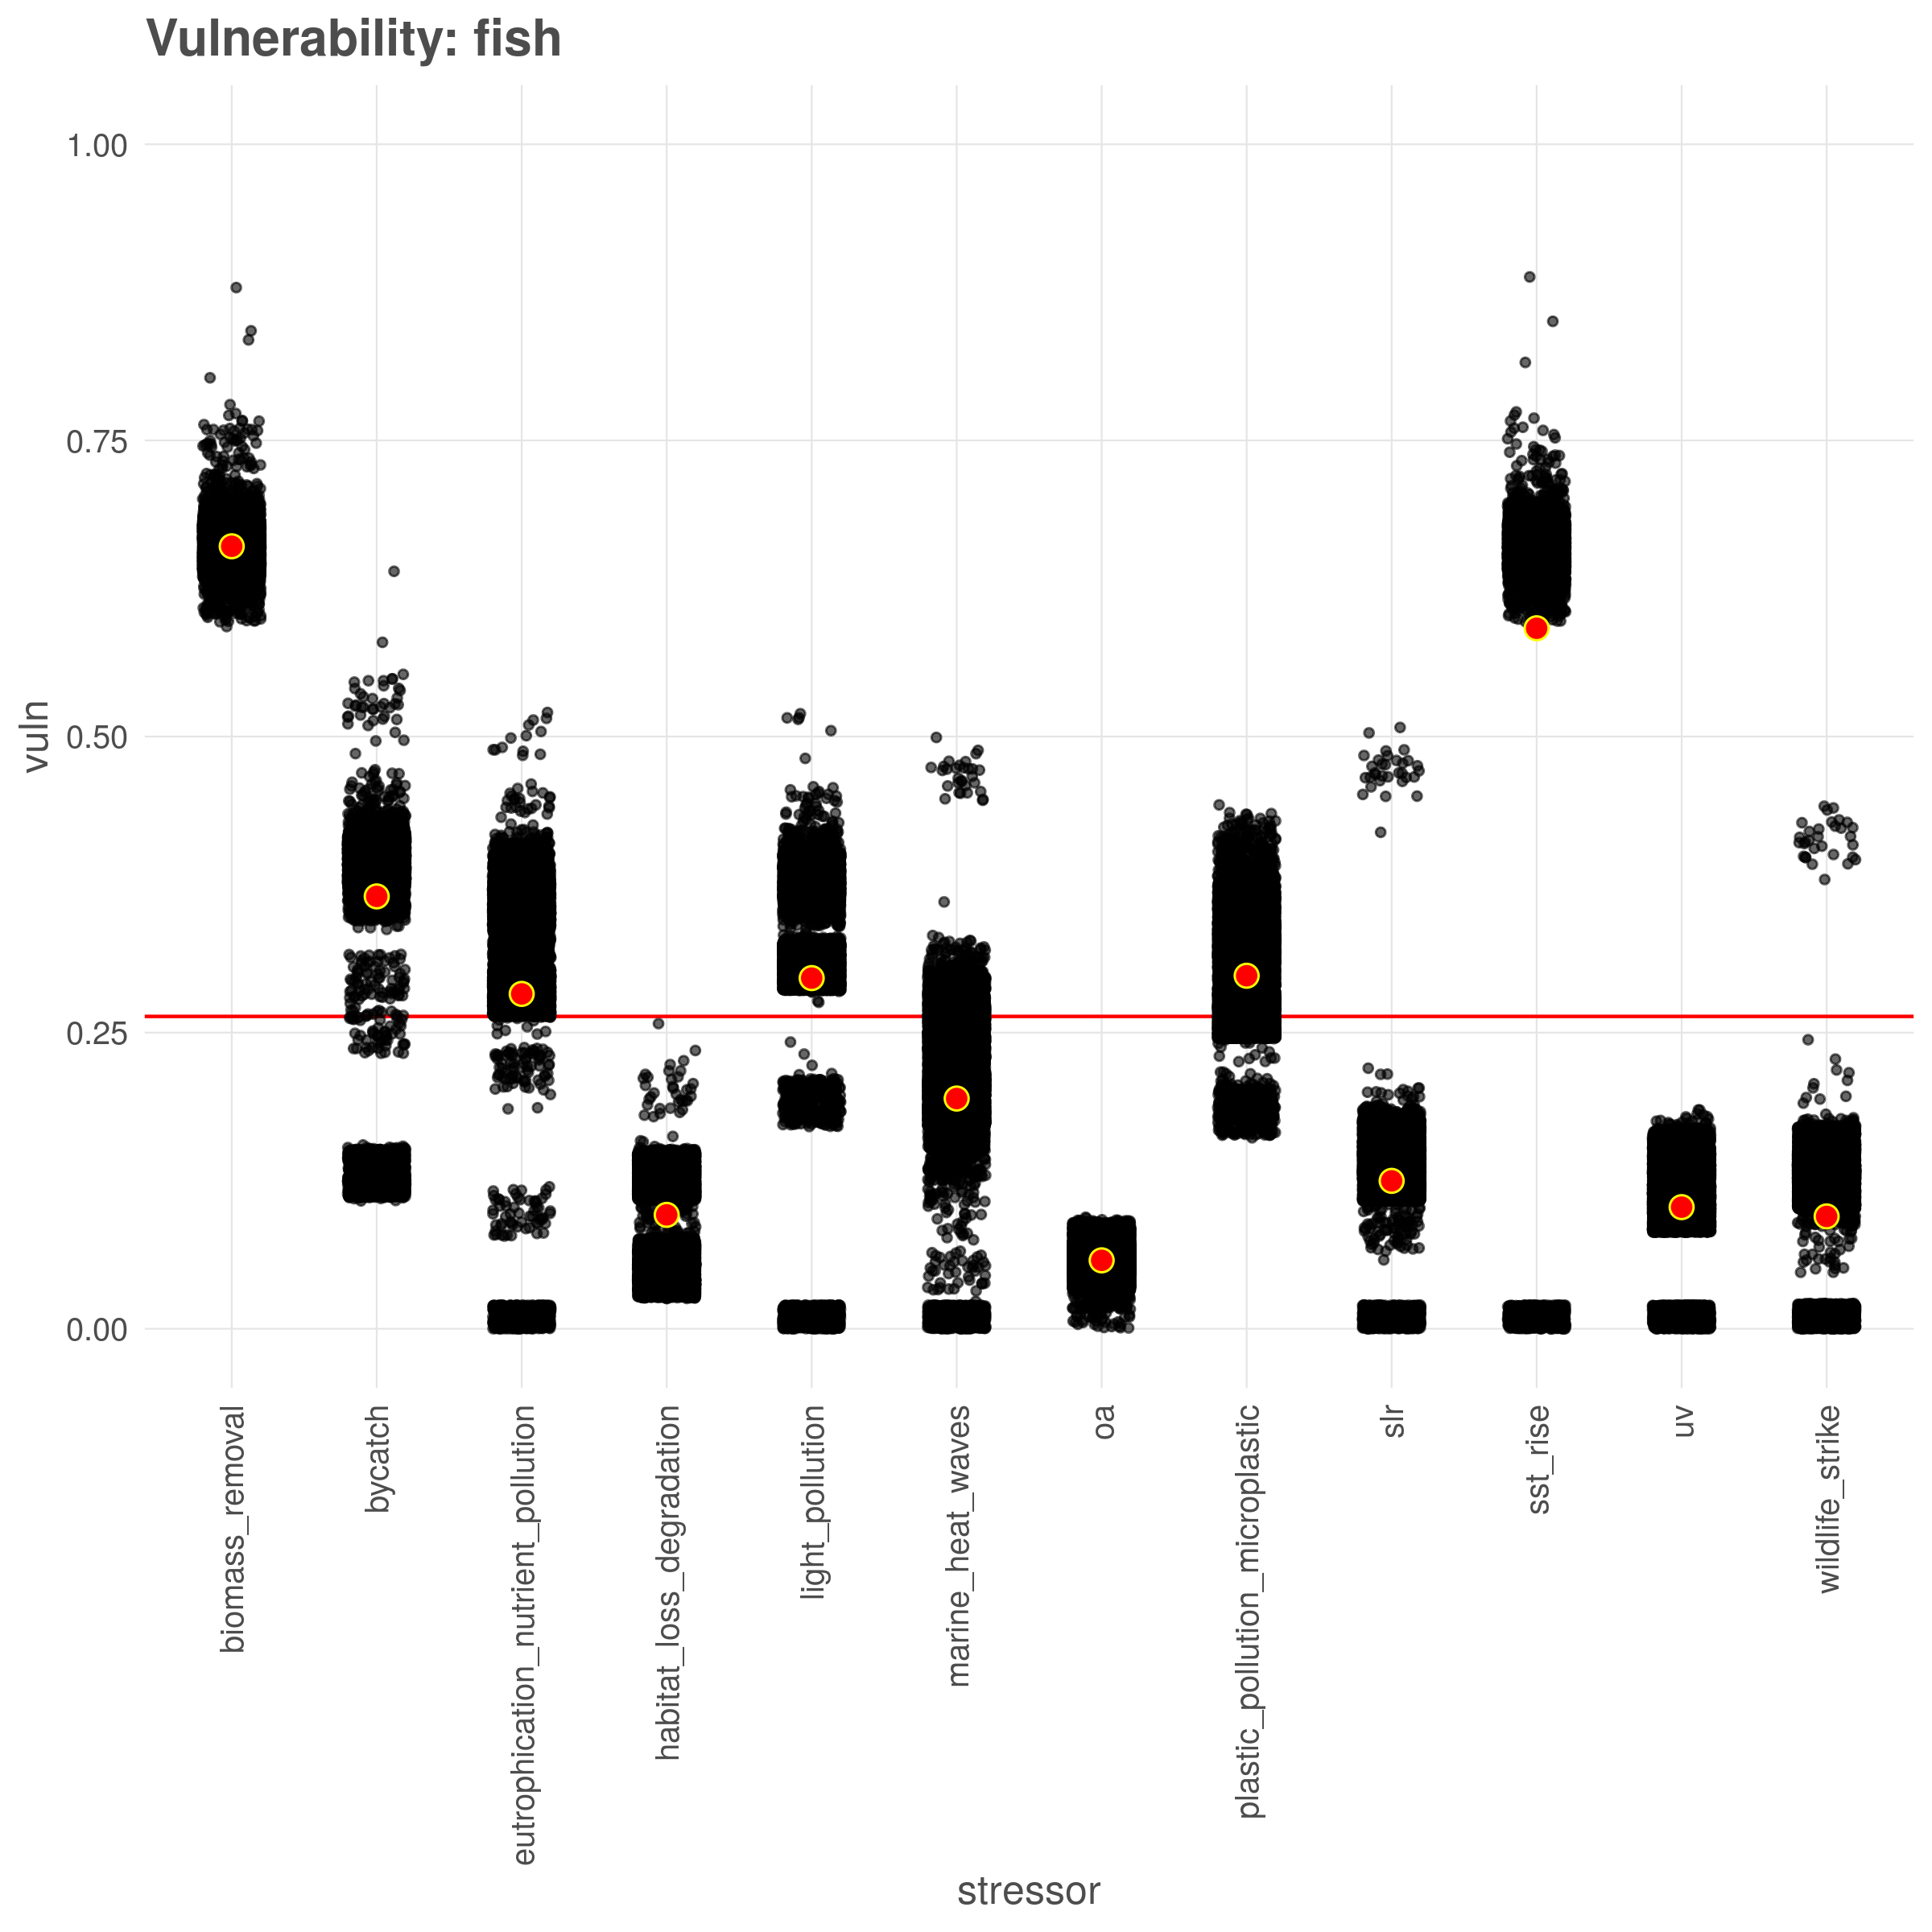 Vulnerability: fish
1.00
0.75
0.50
0.25
0.00
vuln
biomass_removal
bycatch
eutrophication_nutrient_pollution
habitat_loss_degradation
light_pollution
marine_heat_waves
oa
plastic_pollution_microplastic
slr
sst_rise
uv
wildlife_strike
stressor